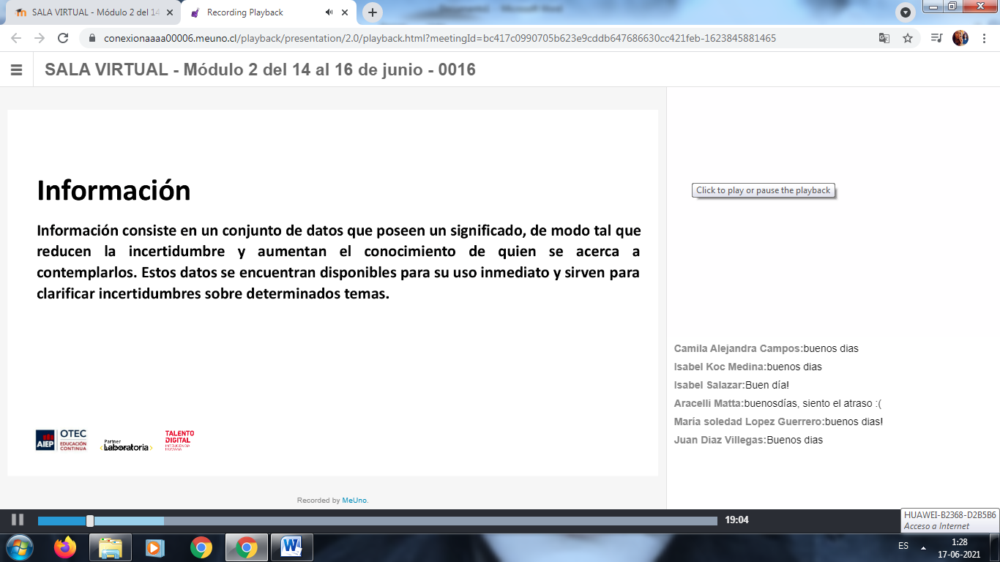 SALA VIRTUAL - Módulo 2 del 14
Recording Playback
conexionaaaa00006.meuno.cl/playback/presentation/2.0/playback.html?meetingId=bc417c0990705b623e9cddb647686630cc421feb-1623845881465
SALA VIRTUAL - Módulo 2 del 14 al 16 de junio - 0016
Información
Información consiste en un conjunto de datos que poseen un significado, de modo tal que
reducen la incertidumbre y aumentan el conocimiento de quien se acerca a
contemplarlos. Estos datos se encuentran disponibles para su uso inmediato y sirven para
clarificar incertidumbres sobre determinados temas.
AIEP
OTEC
EDUCACIÓN
CONTINUA
Partner
<Laboratoria>
TALENTO
DIGITAL
INTELIGENCIA
HUMANA
Click to play or pause the playback
Camila Alejandra Campos:buenos dias
Isabel Koc Medina:buenos dias
Isabel Salazar:Buen día!
Aracelli Matta:buenosdías, siento el atraso :(
María soledad Lopez Guerrero:buenos dias!
Juan Diaz Villegas:Buenos dias
Recorded by MeUno.
19:04
HUAWEI-B2368-D2B5B6
Acceso a Internet
ES
1:28
17-06-2021